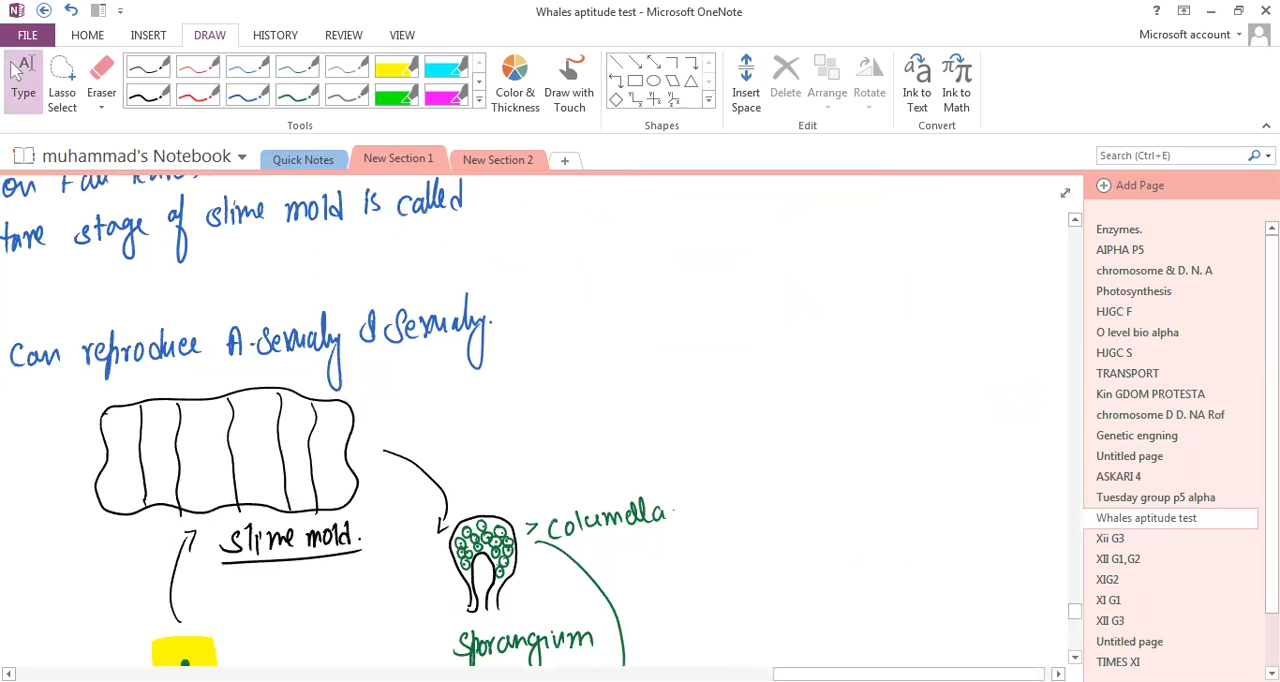 Whales aptitude test - Microsoft OneNote
?
FILE HOME INSERT DRAW HISTORY REVIEW VIEW
Microsoft account
Type
Lasso Select
Eraser
Color & Thickness
Draw with Touch
Insert Space
Delete
Arrange
Rotate
Ink to Text
Ink to Math
Tools
Shapes
Edit
Convert
muhammad's Notebook
Quick Notes
New Section 1
New Section 2
+
Search (Ctrl+E)
Add Page
Enzymes.
AIPHA P5
chromosome & D. N. A
Photosynthesis
HJGC F
O level bio alpha
HJGC S
TRANSPORT
Kin GDOM PROTESTA
chromosome D D. NA Rof
Genetic engning
Untitled page
ASKARI 4
Tuesday group p5 alpha
Whales aptitude test
Xii G3
XII G1,G2
XIG2
XI G1
XII G3
Untitled page
TIMES XI
on
ture stage of slime mold is called
Can reproduce A-Sexualy & Sexualy.
slime mold.
> Columella
Sporangium